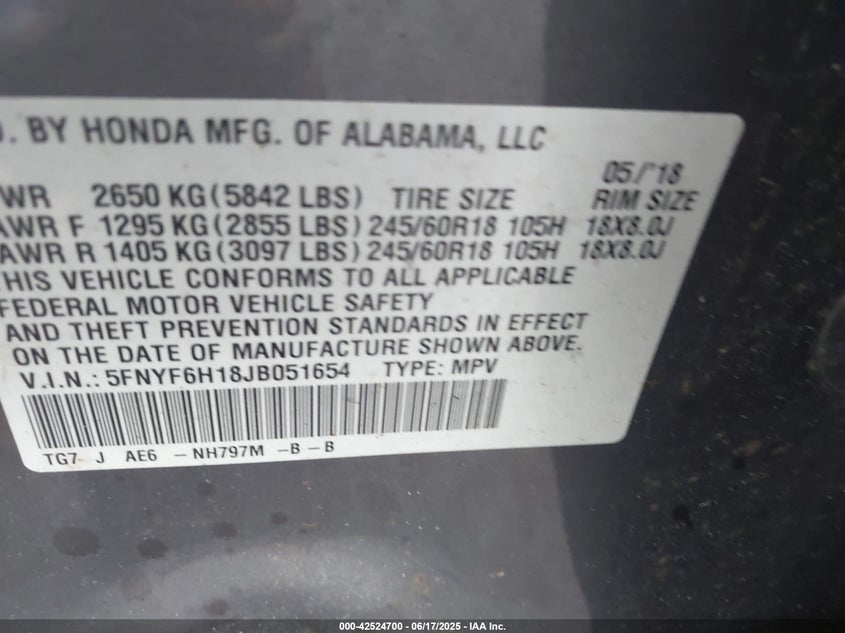 . BY HONDA MFG. OF ALABAMA, LLC
05/'18
WR 2650 KG (5842 LBS) TIRE SIZE RIM SIZE
AWR F 1295 KG (2855 LBS) 245/60R18 105H 18X8.0J
AWR R 1405 KG (3097 LBS) 245/60R18 105H 18X8.0J
THIS VEHICLE CONFORMS TO ALL APPLICABLE
FEDERAL MOTOR VEHICLE SAFETY
AND THEFT PREVENTION STANDARDS IN EFFECT
ON THE DATE OF MANUFACTURE SHOWN ABOVE.
V.I.N.: 5FNYF6H18JB051654 TYPE: MPV
TG7- J AE6 -NH797M -B-B
000-42524700 - 06/17/2025 - IAA Inc.